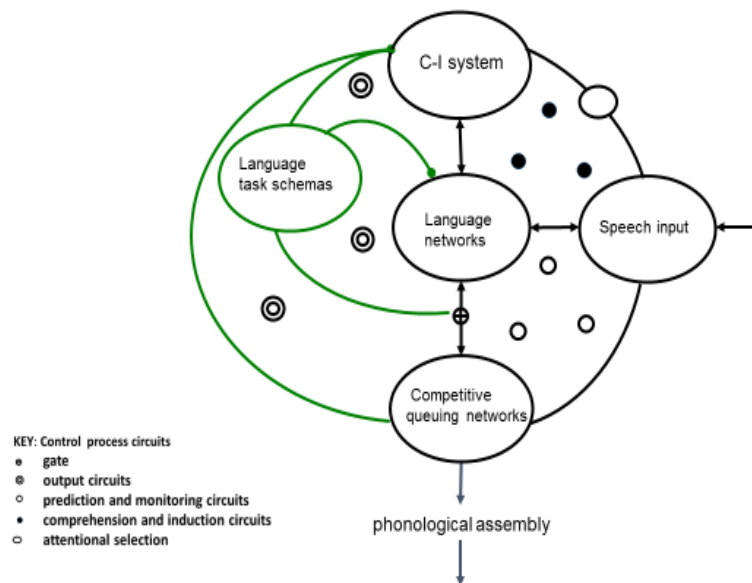 C-I system
Language
task schemas
Language
networks
Speech input
Competitive
queuing networks
KEY: Control process circuits
gate
output circuits
prediction and monitoring circuits
comprehension and induction circuits
attentional selection
phonological assembly